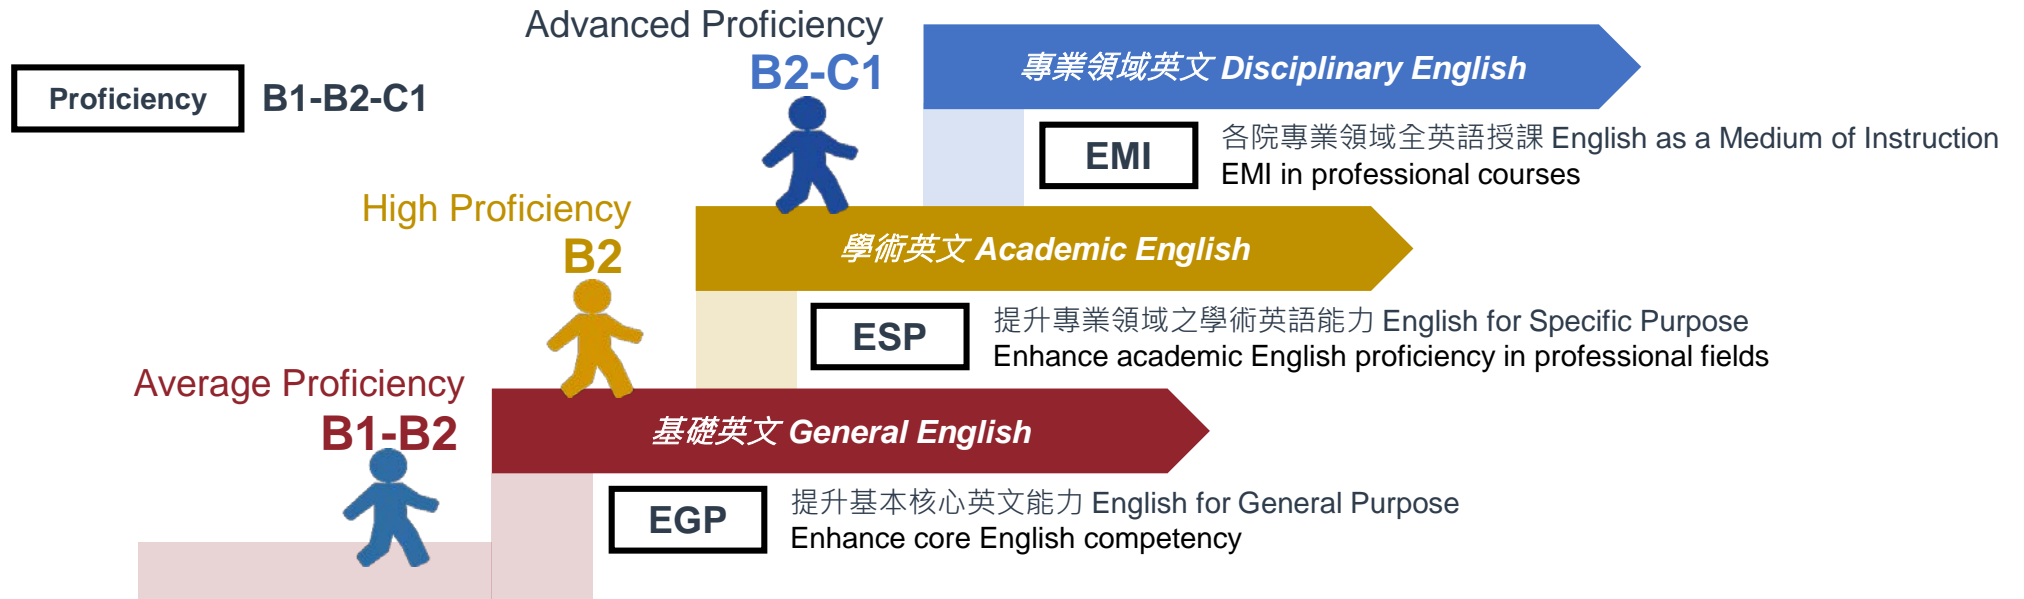 Proficiency
B1-B2-C1
Advanced Proficiency
B2-C1
專業領域英文 Disciplinary English
EMI
各院專業領域全英語授課 English as a Medium of Instruction
EMI in professional courses
High Proficiency
B2
學術英文 Academic English
ESP
提升專業領域之學術英語能力 English for Specific Purpose
Enhance academic English proficiency in professional fields
Average Proficiency
B1-B2
基礎英文 General English
EGP
提升基本核心英文能力 English for General Purpose
Enhance core English competency